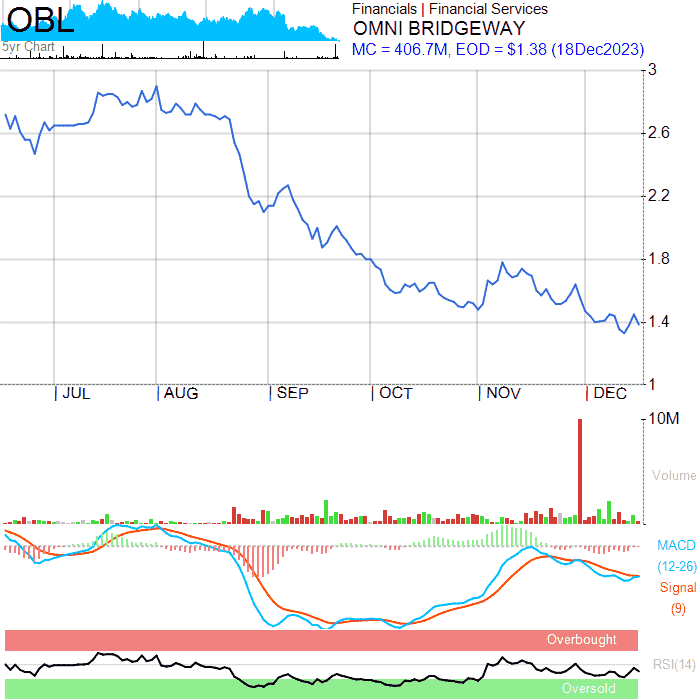 OBL
5yr Chart
Financials | Financial Services
OMNI BRIDGEWAY
MC = 406.7M, EOD = $1.38 (18Dec2023)
3
2.6
2.2
1.8
1.4
1
JUL AUG SEP OCT NOV DEC
10M
Volume
MACD
(12-26)
Signal
(9)
Overbought
RSI(14)
Oversold